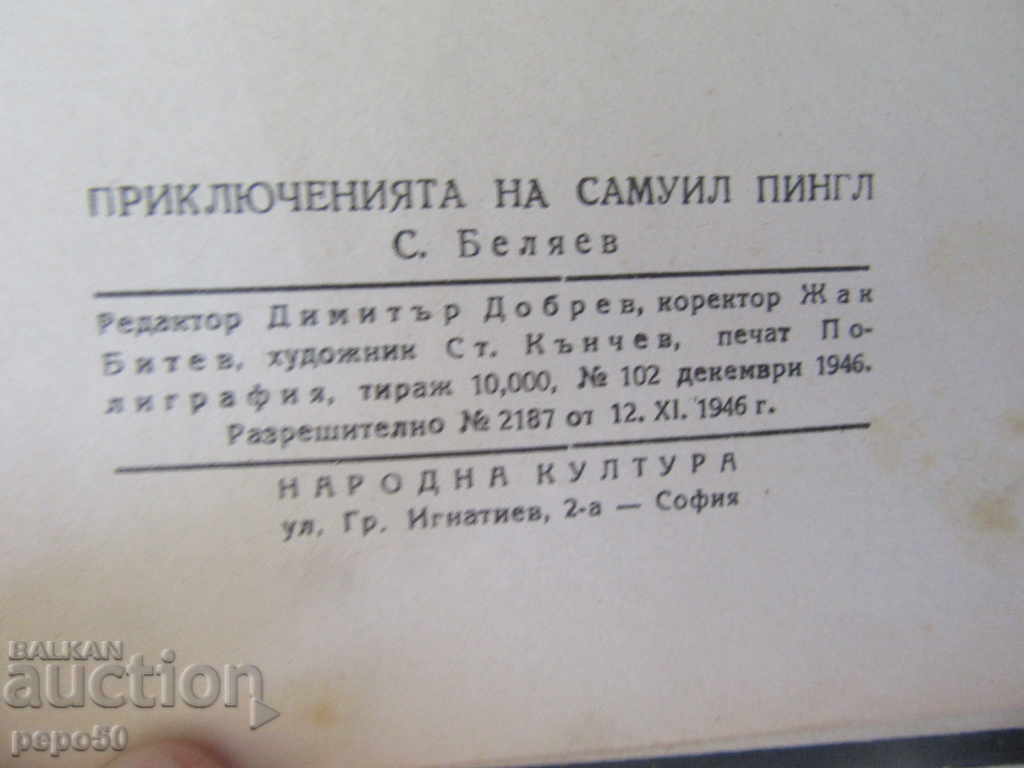 ПРИКЛЮЧЕНИЯТА НА САМУИЛ ПИНГЛ
С. Беляев
Редактор Димитър Добрев, коректор Жак
Битев, художник Ст. Кънчев, печат По-
лиграфия, тираж 10,000, № 102 декември 1946.
Разрешително № 2187 от 12. XI. 1946 г.
НАРОДНА КУЛТУРА
ул. Гр. Игнатиев, 2-а — София
BALKAN
auction
pepo50